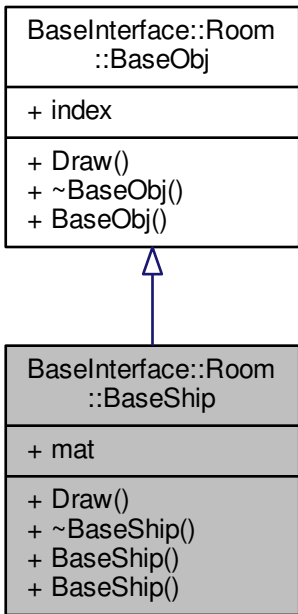 BaseInterface::Room
::BaseObj
+ index
+ Draw()
+ ~BaseObj()
+ BaseObj()
BaseInterface::Room
::BaseShip
+ mat
+ Draw()
+ ~BaseShip()
+ BaseShip()
+ BaseShip()